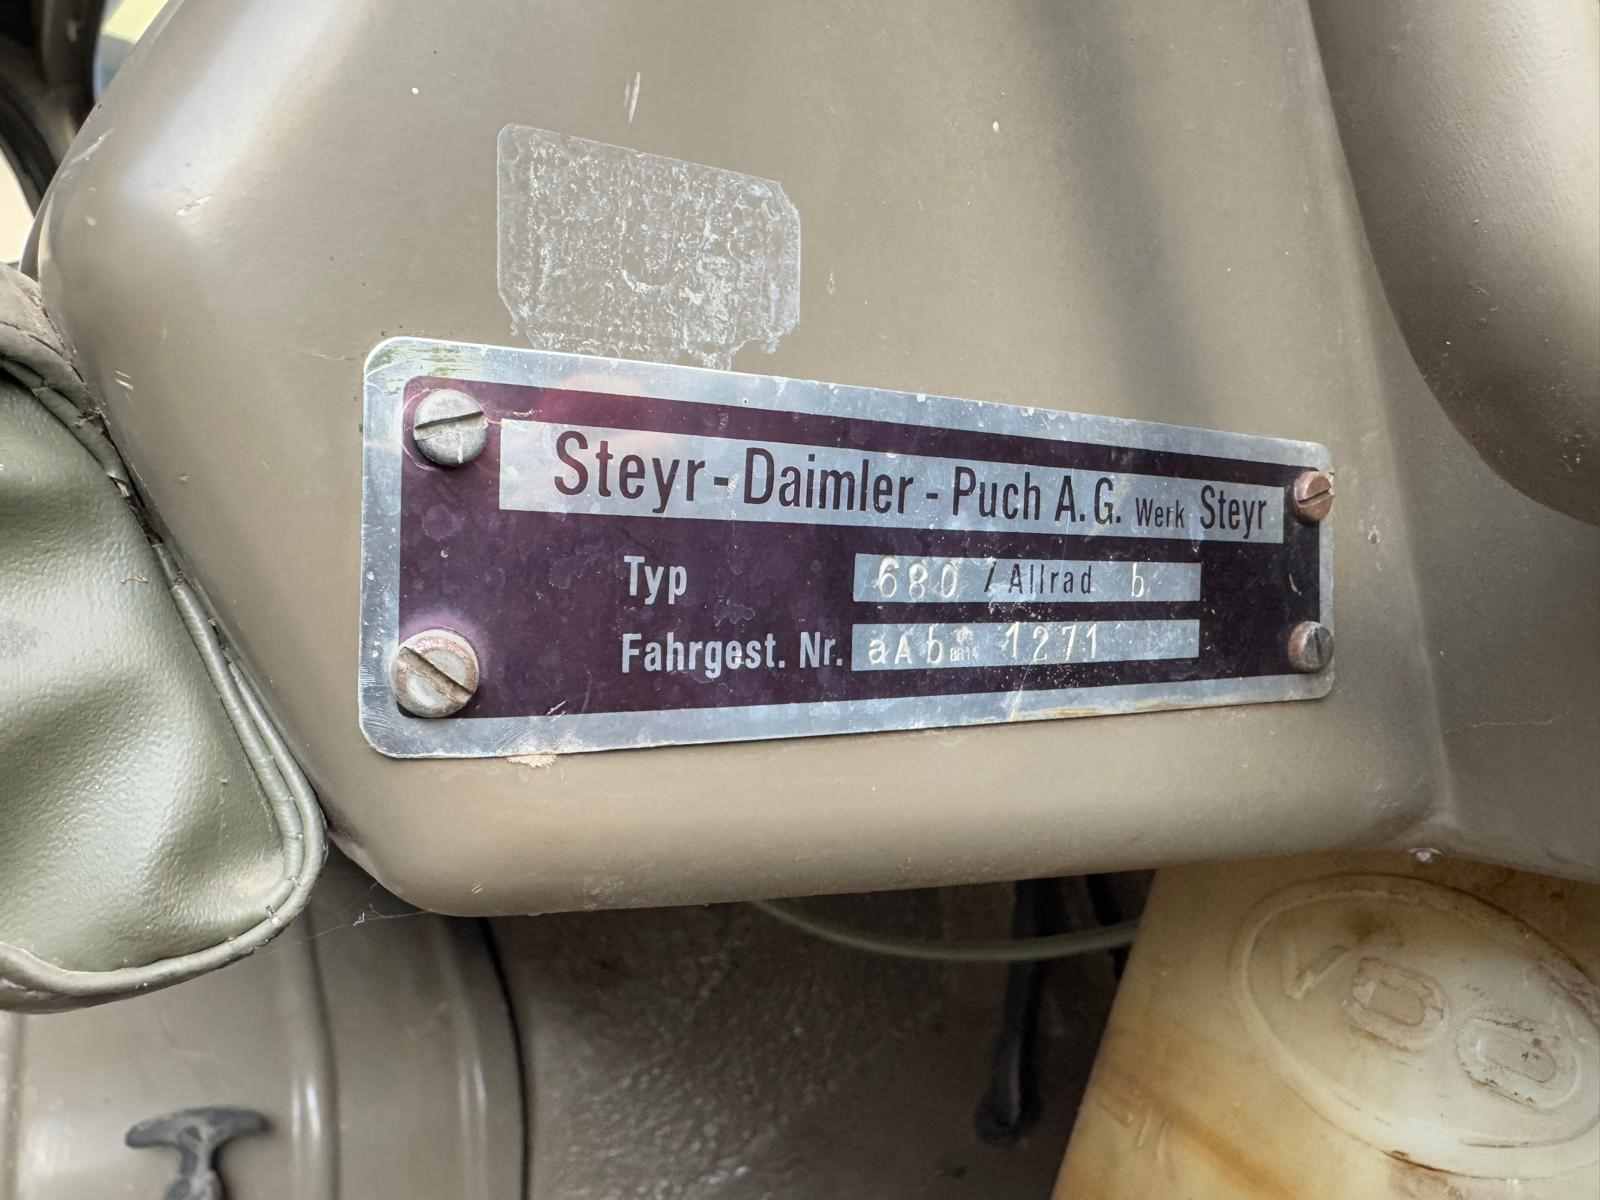 Steyr-Daimler-Puch A.G. Werk Steyr
Typ 680 / Allrad b
Fahrgest. Nr. aAb 1271